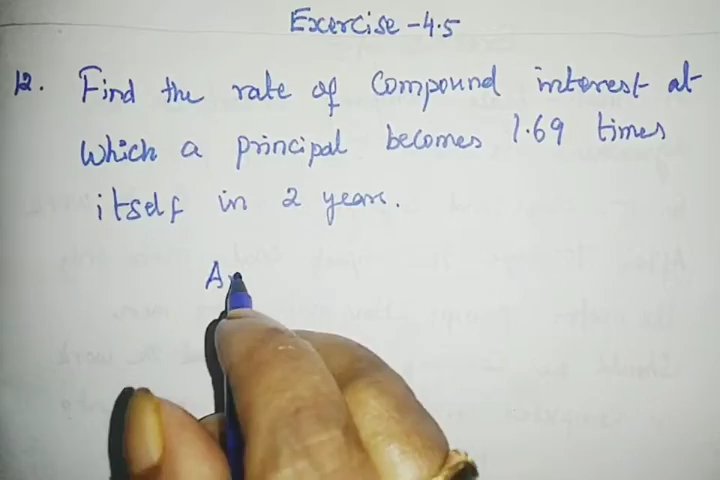 Exercise - 4.5
12. Find the rate of compound interest at
which a principal becomes 1.69 times
itself in 2 years.
A